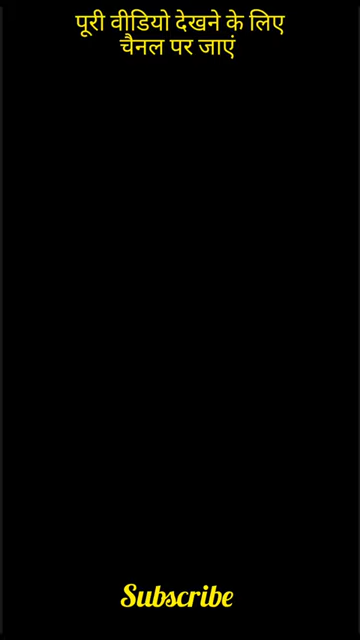 पूरी वीडियो देखने के लिए
चैनल पर जाएं
Subscribe